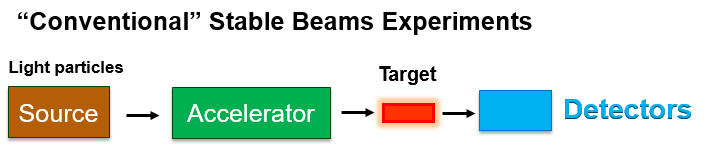 “Conventional” Stable Beams Experiments
Light particles
Source
Accelerator
Target
Detectors